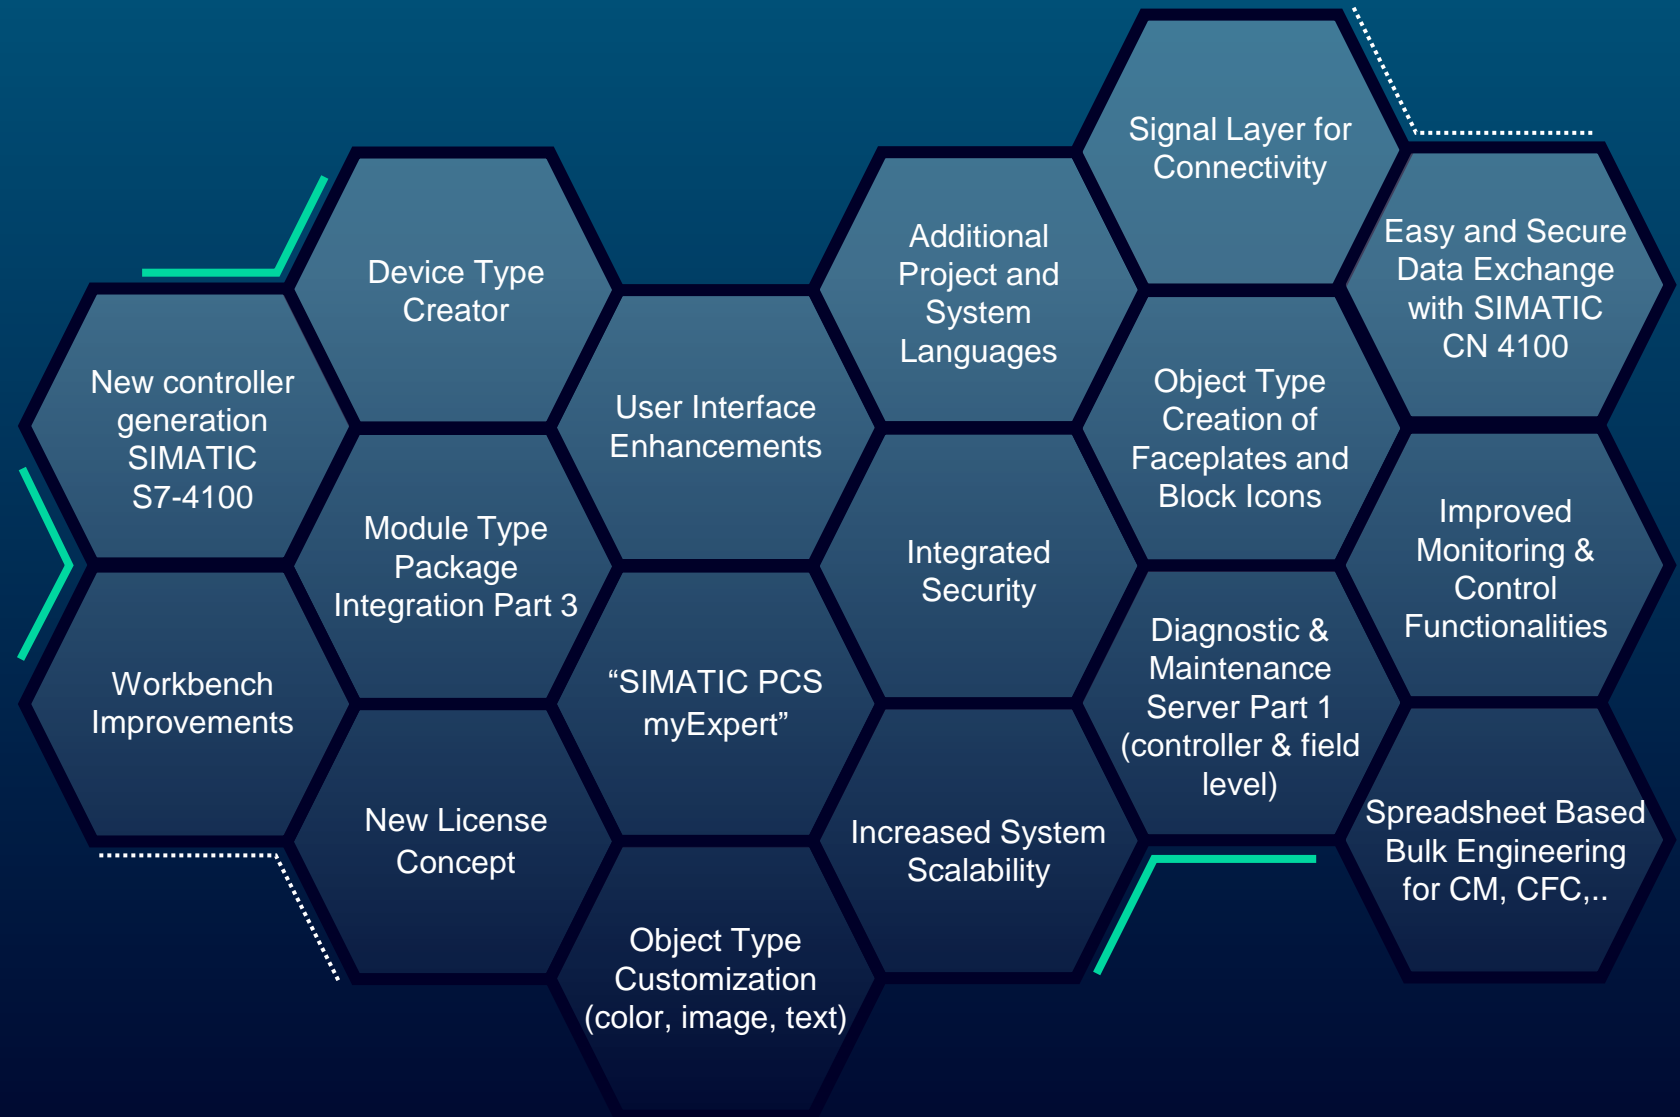 New controller
generation
SIMATIC
S7-4100
Workbench
Improvements
Device Type
Creator
Module Type
Package
Integration Part 3
New License
Concept
User Interface
Enhancements
“SIMATIC PCS
myExpert”
Object Type
Customization
(color, image, text)
Additional
Project and
System
Languages
Integrated
Security
Increased System
Scalability
Signal Layer for
Connectivity
Object Type
Creation of
Faceplates and
Block Icons
Diagnostic &
Maintenance
Server Part 1
(controller & field
level)
Easy and Secure
Data Exchange
with SIMATIC
CN 4100
Improved
Monitoring &
Control
Functionalities
Spreadsheet Based
Bulk Engineering
for CM, CFC,..